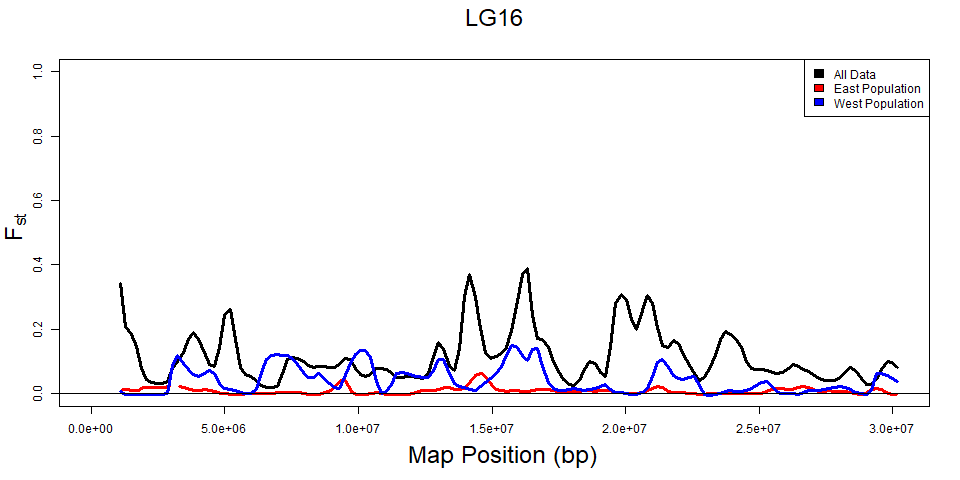 LG16
All Data
East Population
West Population
1.0
0.8
0.6
0.4
0.2
0.0
Fst
0.0e+00 5.0e+06 1.0e+07 1.5e+07 2.0e+07 2.5e+07 3.0e+07
Map Position (bp)